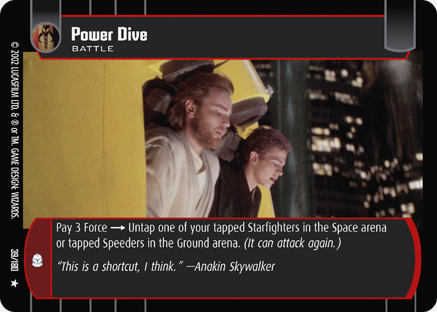 Power Dive
BATTLE
Pay 3 Force → Untap one of your tapped Starfighters in the Space arena
or tapped Speeders in the Ground arena. (It can attack again.)
"This is a shortcut, I think." —Anakin Skywalker
© 2002 LUCASFILM LTD. & ® or TM. GAME DESIGN: WIZARDS.
/180 ★